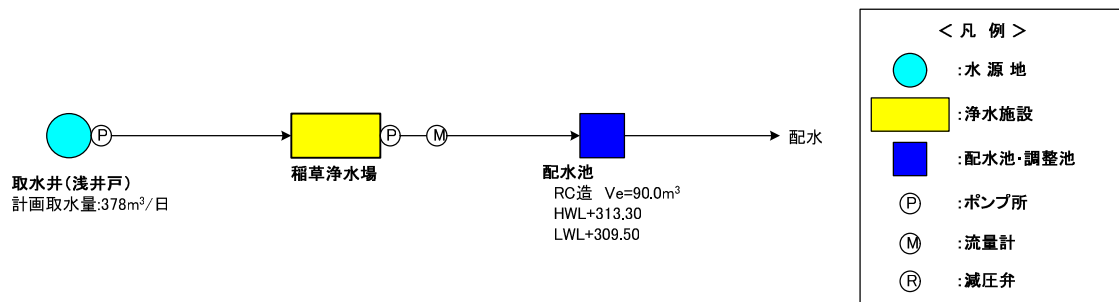 P
P
M
配水
取水井(浅井戸)
計画取水量:378m³/日
稲草浄水場
配水池
RC造 Ve=90.0m³
HWL+313.30
LWL+309.50
＜ 凡 例 ＞
:水 源 地
:浄水施設
:配水池・調整池
P :ポンプ所
M :流量計
R :減圧弁